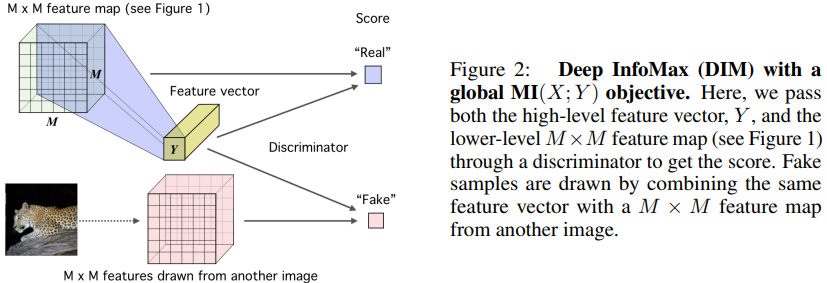 M x M feature map (see Figure 1)
Score
"Real"
M
M
Feature vector
Y
Discriminator
"Fake"
M x M features drawn from another image
Figure 2: Deep InfoMax (DIM) with a
global MI(X; Y) objective. Here, we pass
both the high-level feature vector, Y, and the
lower-level M × M feature map (see Figure 1)
through a discriminator to get the score. Fake
samples are drawn by combining the same
feature vector with a M × M feature map
from another image.